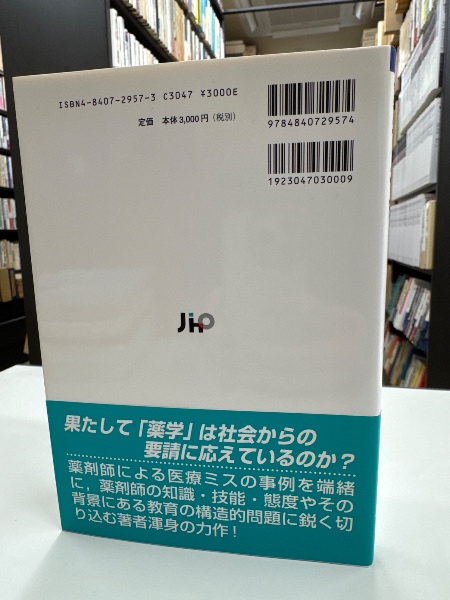 ISBN4-8407-2957-3 C3047 ¥3000E
定価 本体3,000円(税別)
9784840729574
1923047030009
Jiho
果たして「薬学」は社会からの
要請に応えているのか?
薬剤師による医療ミスの事例を端緒
に,薬剤師の知識・技能・態度やその
背景にある教育の構造的問題に鋭く切
り込む著者渾身の力作!